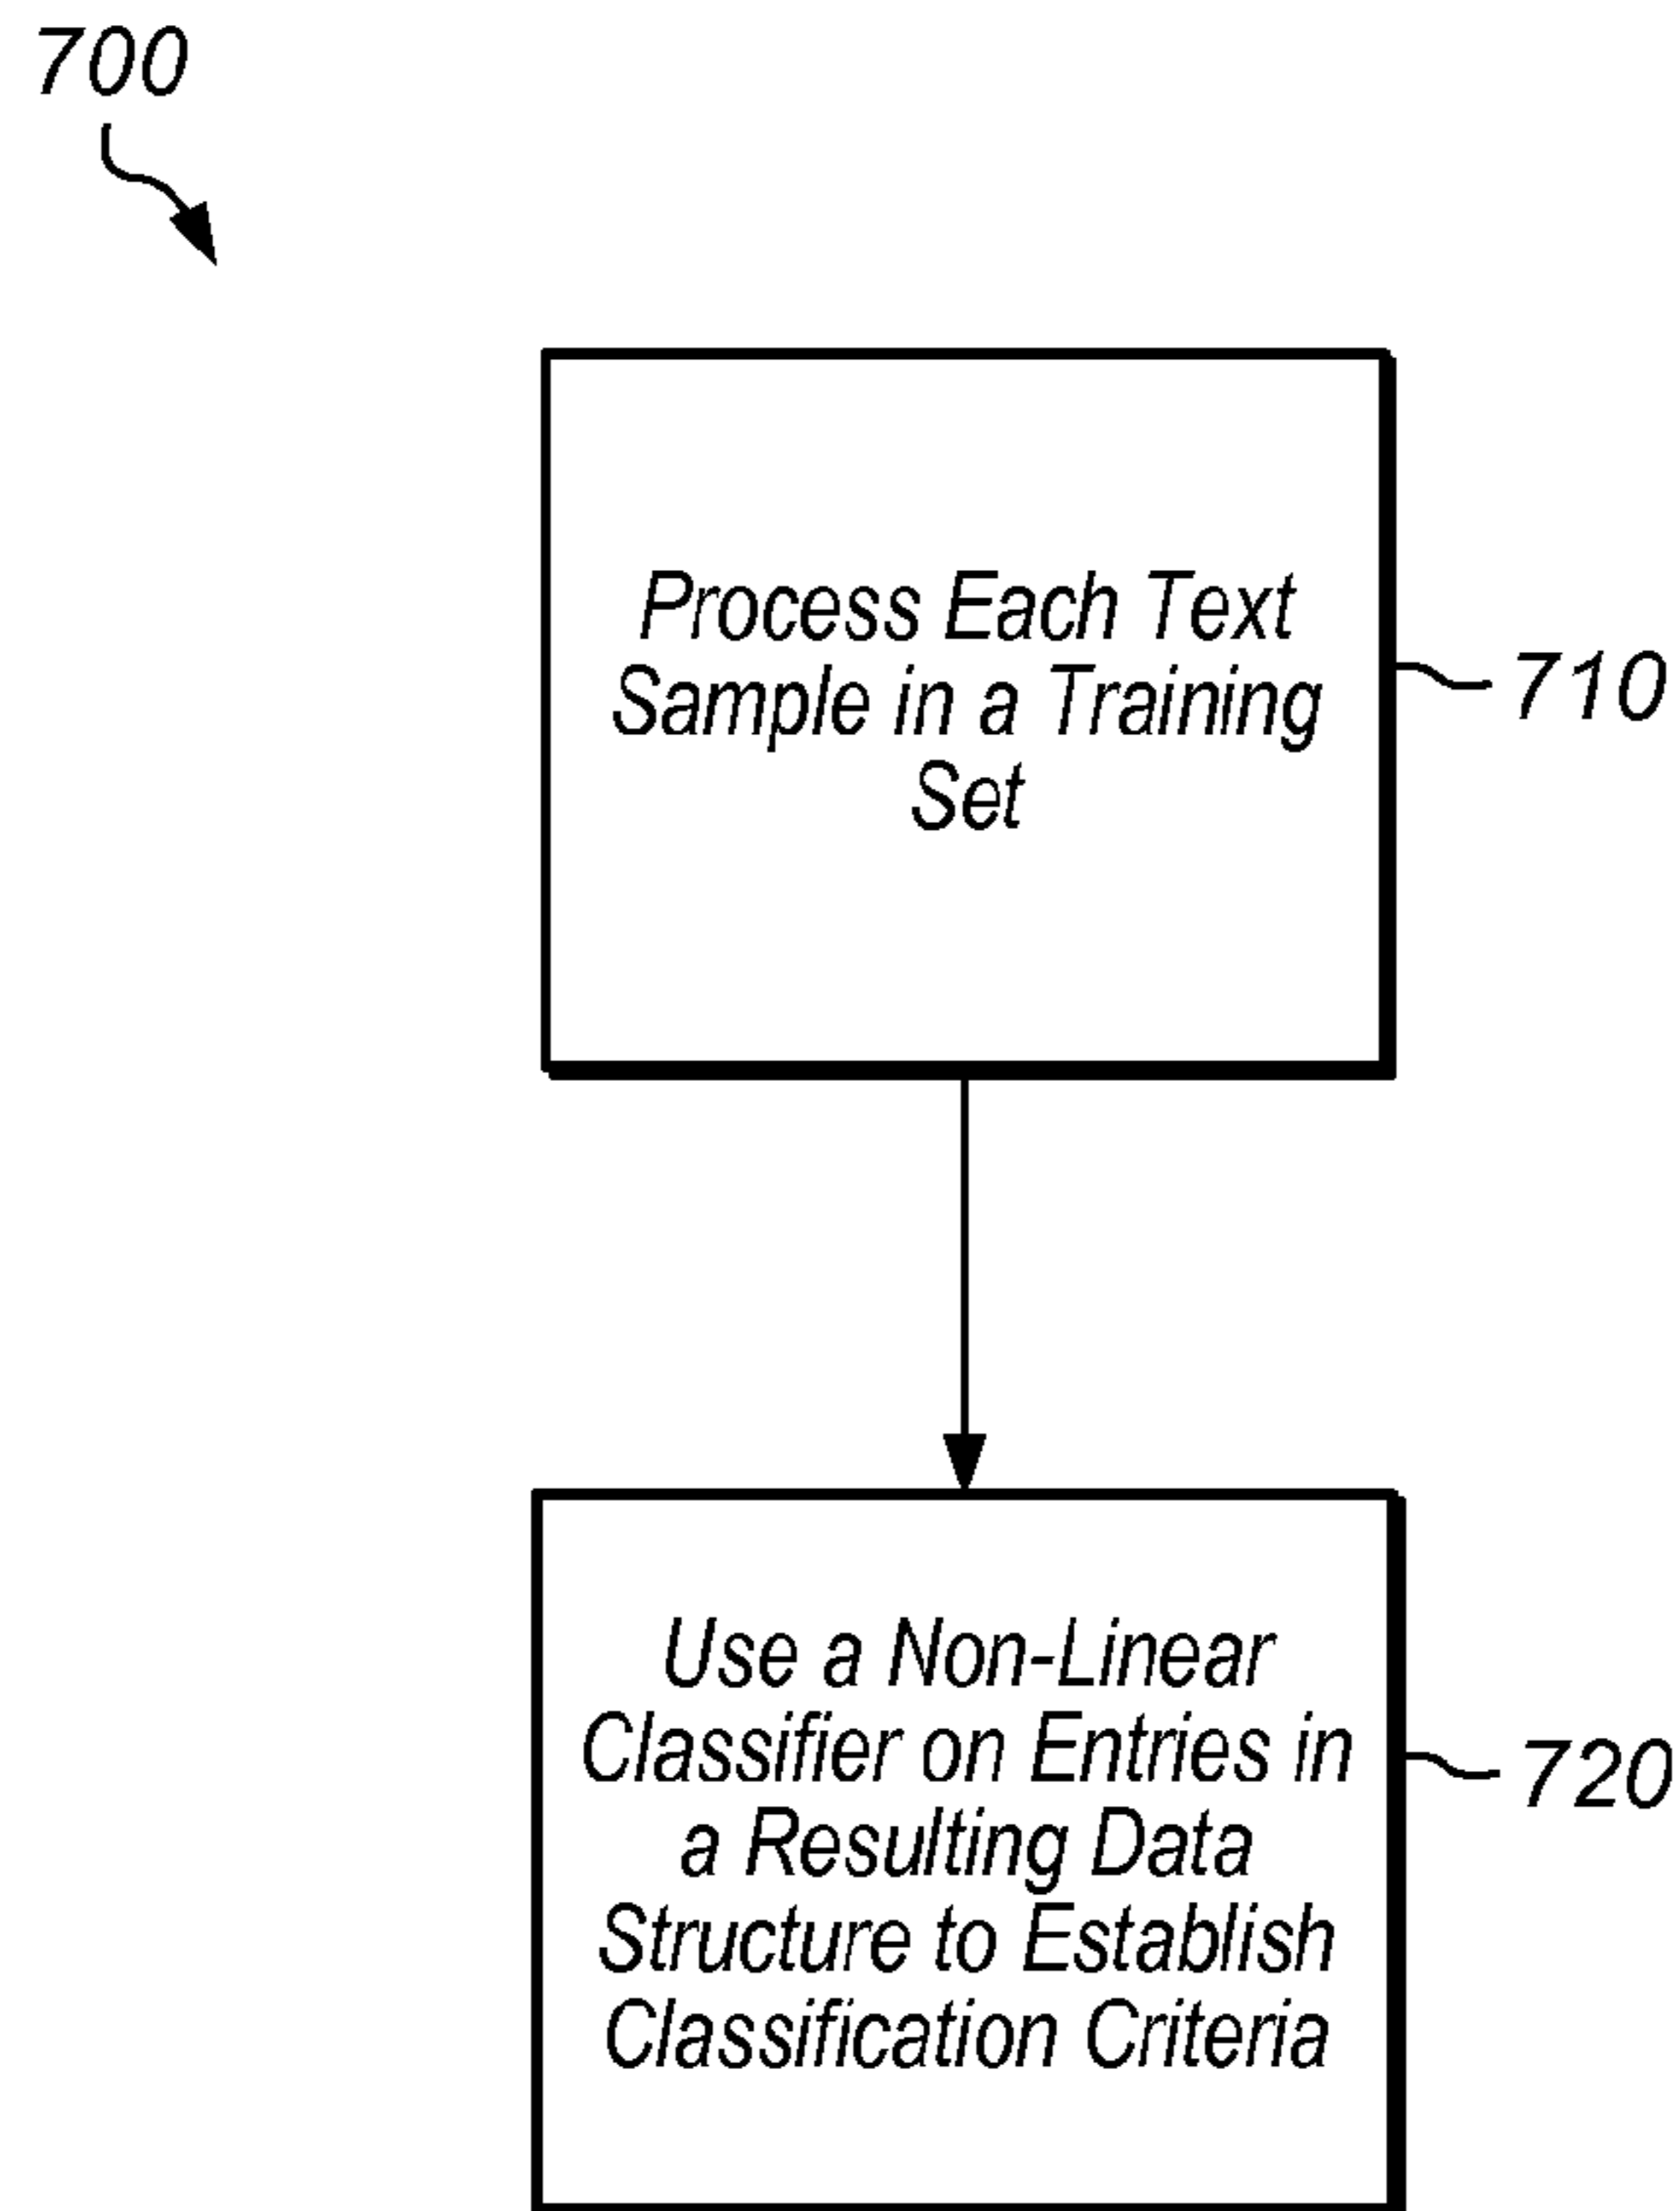 700
Process Each Text
Sample in a Training
Set
710
Use a Non-Linear
Classifier on Entries in
a Resulting Data
Structure to Establish
Classification Criteria
720